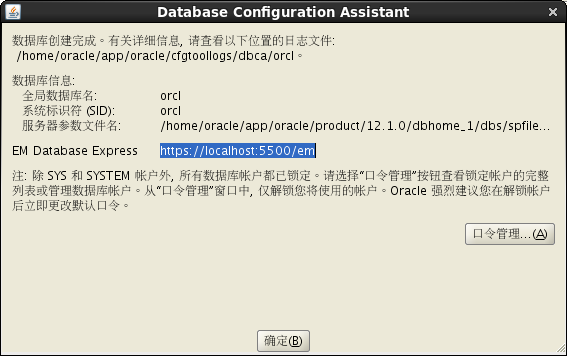 Database Configuration Assistant
数据库创建完成。有关详细信息, 请查看以下位置的日志文件:
/home/oracle/app/oracle/cfgtoollogs/dbca/orcl。
数据库信息:
全局数据库名: orcl
系统标识符 (SID): orcl
服务器参数文件名: /home/oracle/app/oracle/product/12.1.0/dbhome_1/dbs/spfile...
EM Database Express https://localhost:5500/em
注: 除 SYS 和 SYSTEM 帐户外, 所有数据库帐户都已锁定。请选择“口令管理”按钮查看锁定帐户的完整
列表或管理数据库帐户。从“口令管理”窗口中, 仅解锁您将使用的帐户。Oracle 强烈建议您在解锁帐户
后立即更改默认口令。
口令管理...(A)
确定(B)